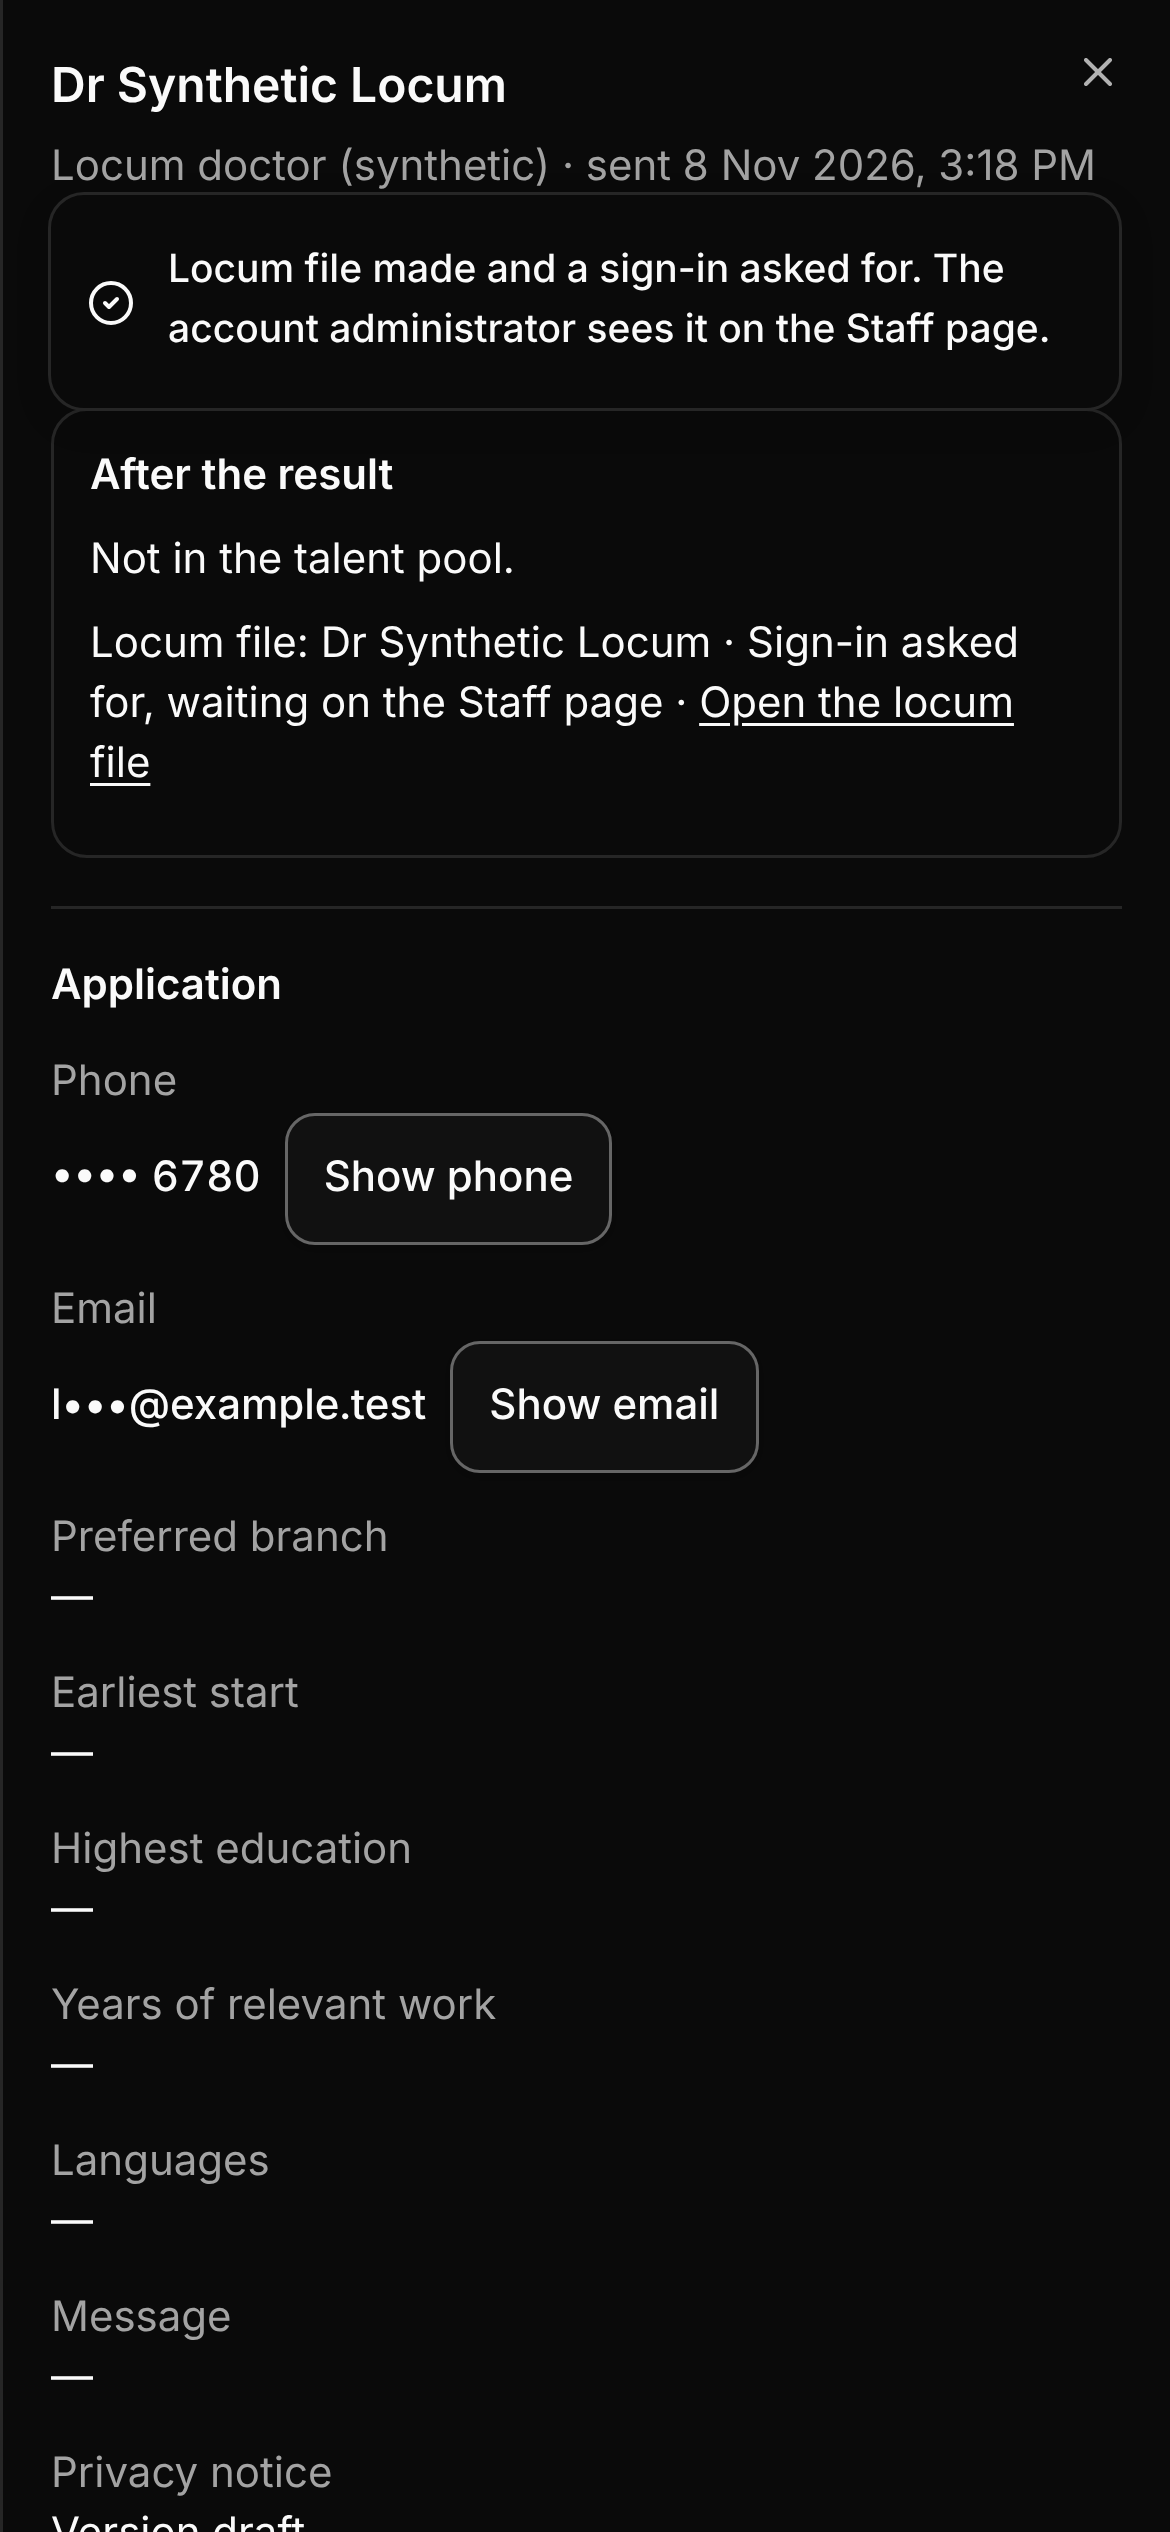 Dr Synthetic Locum
Locum doctor (synthetic) · sent 8 Nov 2026, 3:18 PM
Locum file made and a sign-in asked for. The
account administrator sees it on the Staff page.
After the result
Not in the talent pool.
Locum file: Dr Synthetic Locum · Sign-in asked
for, waiting on the Staff page · Open the locum
file
Application
Phone
•••• 6780 Show phone
Email
l•••@example.test Show email
Preferred branch
—
Earliest start
—
Highest education
—
Years of relevant work
—
Languages
—
Message
—
Privacy notice
Version draft